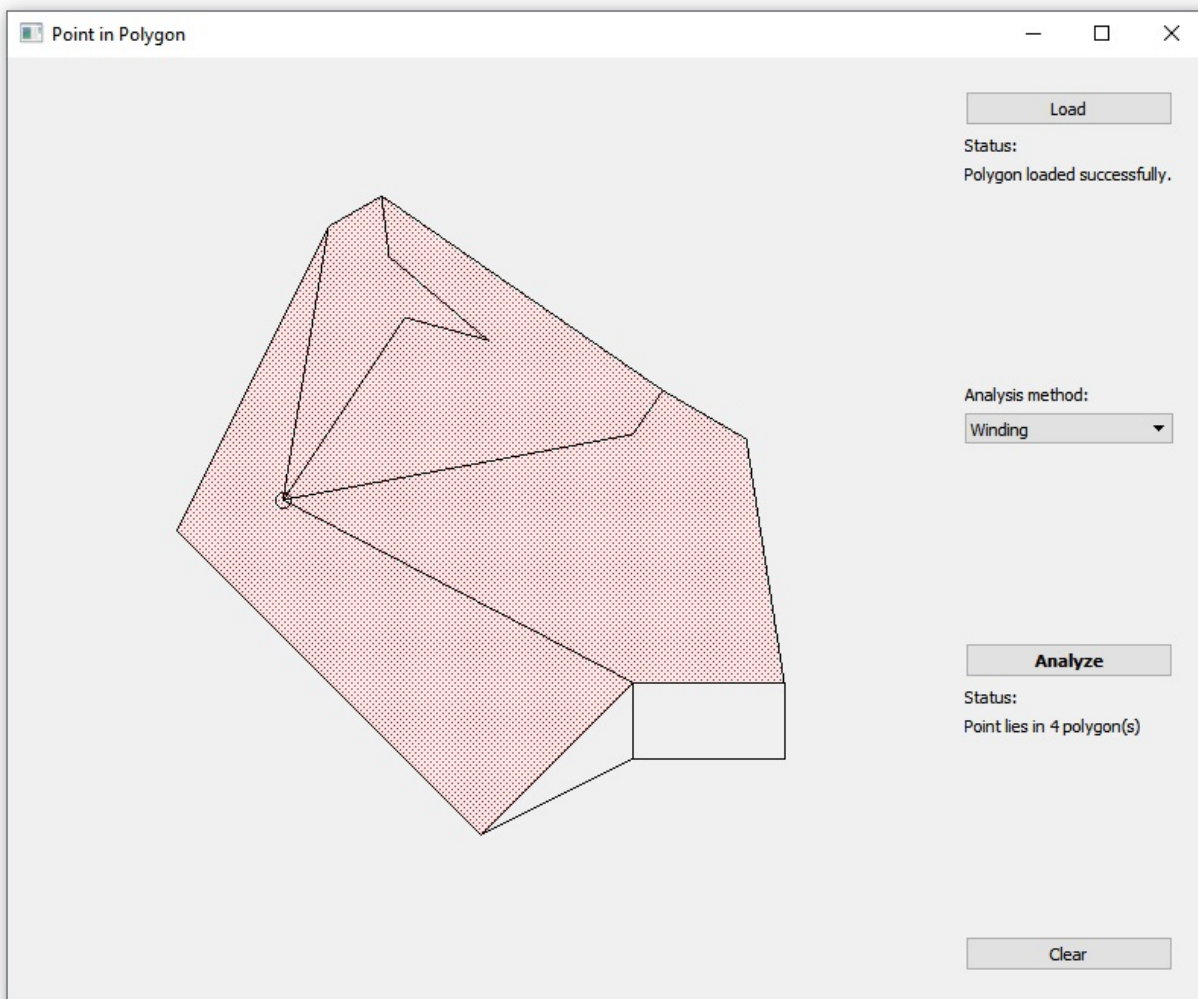 Point in Polygon
Load
Status:
Polygon loaded successfully.
Analysis method:
Winding
Analyze
Status:
Point lies in 4 polygon(s)
Clear